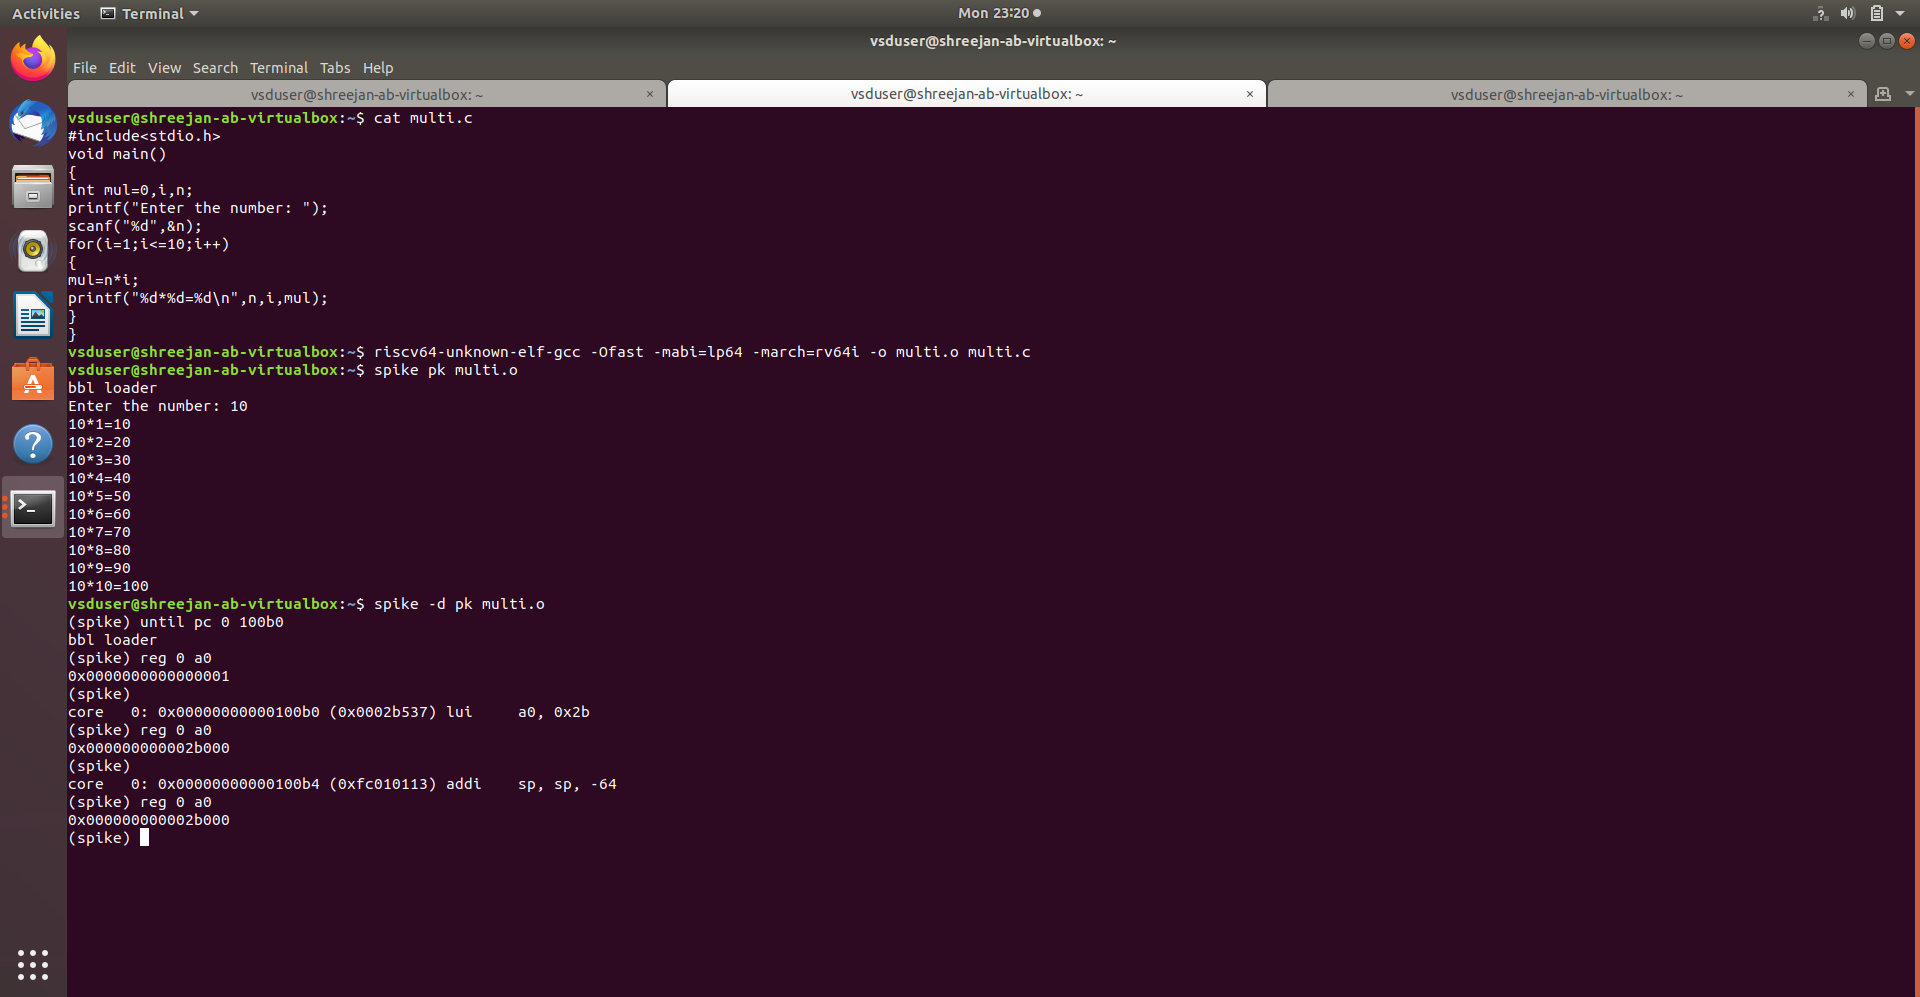 Activities Terminal Mon 23:20
vsduser@shreejan-ab-virtualbox: ~
File Edit View Search Terminal Tabs Help
vsduser@shreejan-ab-virtualbox: ~ vsduser@shreejan-ab-virtualbox: ~ vsduser@shreejan-ab-virtualbox: ~
vsduser@shreejan-ab-virtualbox:~$ cat multi.c
#include<stdio.h>
void main()
{
int mul=0,i,n;
printf("Enter the number: ");
scanf("%d",&n);
for(i=1;i<=10;i++)
{
mul=n*i;
printf("%d*%d=%d\n",n,i,mul);
}
}
vsduser@shreejan-ab-virtualbox:~$ riscv64-unknown-elf-gcc -Ofast -mabi=lp64 -march=rv64i -o multi.o multi.c
vsduser@shreejan-ab-virtualbox:~$ spike pk multi.o
bbl loader
Enter the number: 10
10*1=10
10*2=20
10*3=30
10*4=40
10*5=50
10*6=60
10*7=70
10*8=80
10*9=90
10*10=100
vsduser@shreejan-ab-virtualbox:~$ spike -d pk multi.o
(spike) until pc 0 100b0
bbl loader
(spike) reg 0 a0
0x0000000000000001
(spike)
core   0: 0x00000000000100b0 (0x0002b537) lui     a0, 0x2b
(spike) reg 0 a0
0x000000000002b000
(spike)
core   0: 0x00000000000100b4 (0xfc010113) addi    sp, sp, -64
(spike) reg 0 a0
0x000000000002b000
(spike)